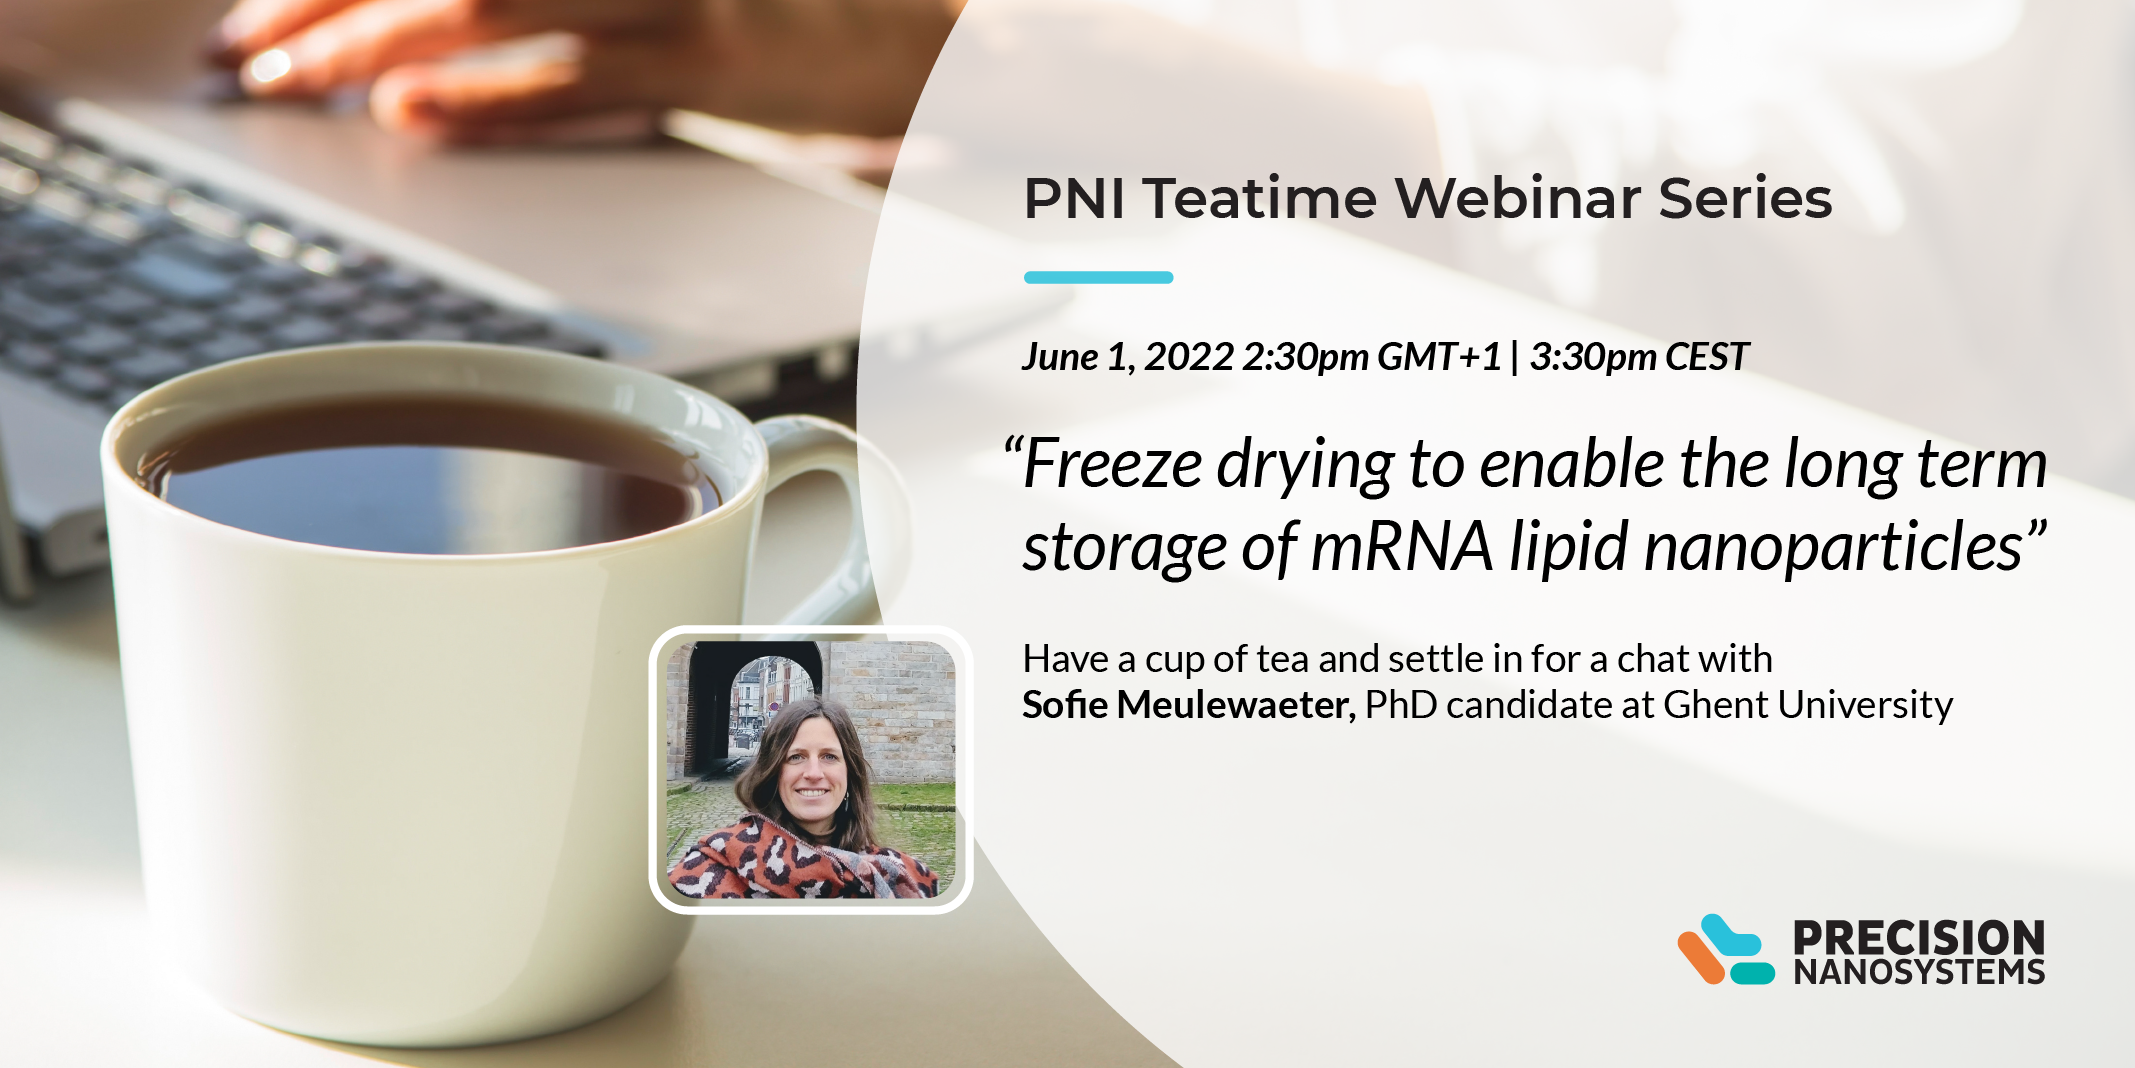 PNI Teatime Webinar Series
June 1, 2022 2:30pm GMT+1 | 3:30pm CEST
“Freeze drying to enable the long term
storage of mRNA lipid nanoparticles”
Have a cup of tea and settle in for a chat with
Sofie Meulewaeter, PhD candidate at Ghent University
PRECISION
NANOSYSTEMS